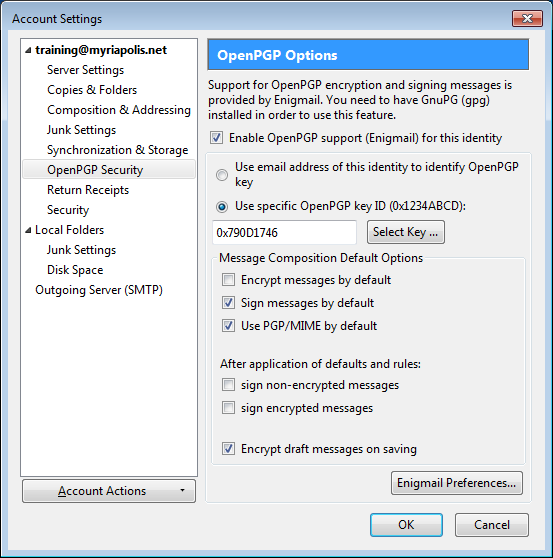 Account Settings
training@myriapolis.net
Server Settings
Copies & Folders
Composition & Addressing
Junk Settings
Synchronization & Storage
OpenPGP Security
Return Receipts
Security
Local Folders
Junk Settings
Disk Space
Outgoing Server (SMTP)
Account Actions
OpenPGP Options
Support for OpenPGP encryption and signing messages is
provided by Enigmail. You need to have GnuPG (gpg)
installed in order to use this feature.
Enable OpenPGP support (Enigmail) for this identity
Use email address of this identity to identify OpenPGP
key
Use specific OpenPGP key ID (0x1234ABCD):
0x790D1746
Select Key ...
Message Composition Default Options
Encrypt messages by default
Sign messages by default
Use PGP/MIME by default
After application of defaults and rules:
sign non-encrypted messages
sign encrypted messages
Encrypt draft messages on saving
Enigmail Preferences...
OK
Cancel